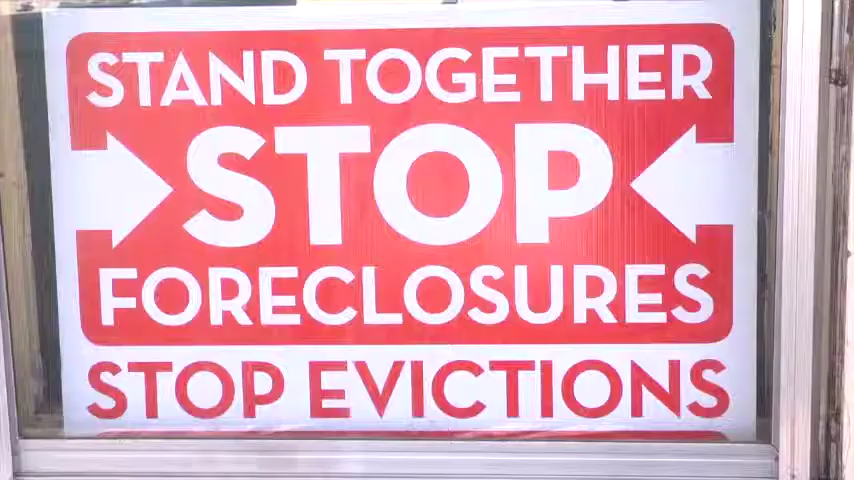 STAND TOGETHER
STOP
FORECLOSURES
STOP EVICTIONS